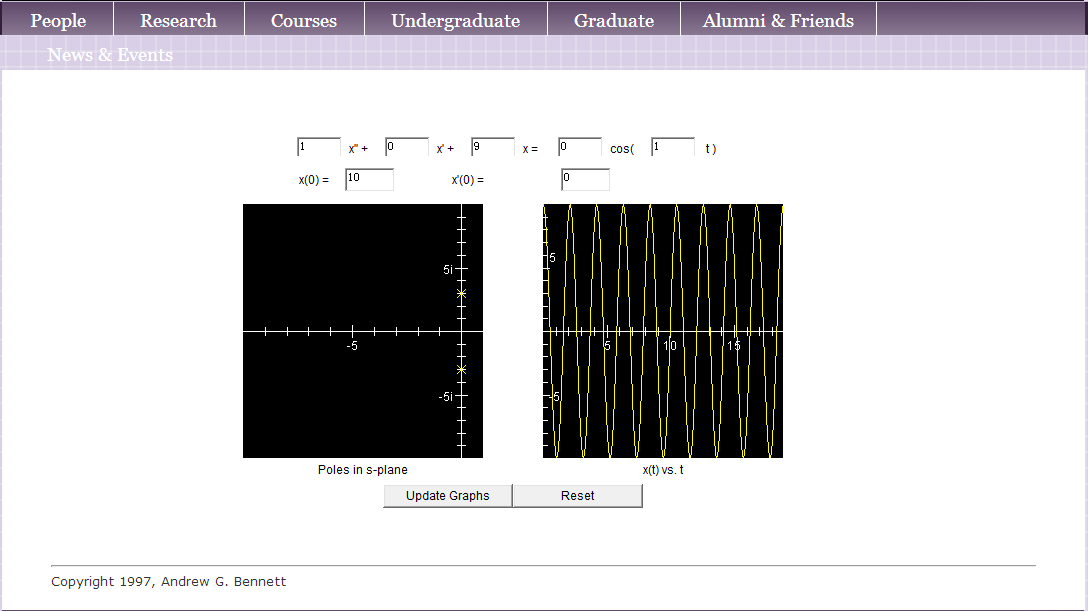 People Research Courses Undergraduate Graduate Alumni & Friends
News & Events
1 x'' + 0 x' + 9 x = 0 cos( 1 t )
x(0) = 10 x'(0) = 0
5i
-5
-5i
5
5 10 15
-5
Poles in s-plane x(t) vs. t
Update Graphs Reset
Copyright 1997, Andrew G. Bennett